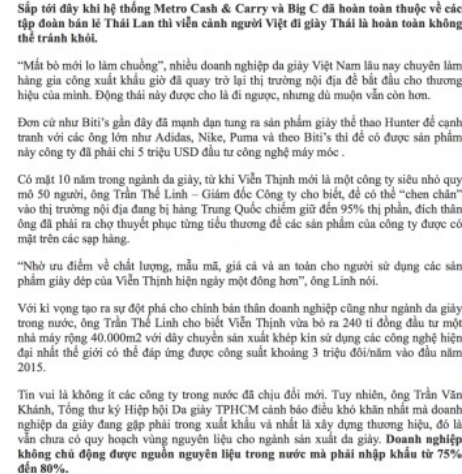 Sắp tới đây khi hệ thống Metro Cash & Carry và Big C đã hoàn toàn thuộc về các
tập đoàn bán lẻ Thái Lan thì viễn cảnh người Việt đi giày Thái là hoàn toàn không
thể tránh khỏi.
“Mất bò mới lo làm chuồng”, nhiều doanh nghiệp da giày Việt Nam lâu nay chuyên làm
hàng gia công xuất khẩu giờ đã quay trở lại thị trường nội địa để bắt đầu cho thương
hiệu của mình. Động thái này được cho là đi ngược, nhưng dù muộn vẫn còn hơn.
Đơn cử như Biti’s gần đây đã mạnh dạn tung ra sản phẩm giày thể thao Hunter để cạnh
tranh với các ông lớn như Adidas, Nike, Puma và theo Biti’s thì để có được sản phẩm
này công ty đã phải chi 5 triệu USD đầu tư công nghệ máy móc .
Có mặt 10 năm trong ngành da giày, từ khi Viễn Thịnh mới là một công ty siêu nhỏ quy
mô 50 người, ông Trần Thế Linh – Giám đốc Công ty cho biết, để có thể “chen chân”
vào thị trường nội địa đang bị hàng Trung Quốc chiếm giữ đến 95% thị phần, đích thân
ông đã phải ra chợ thuyết phục từng tiểu thương để các sản phẩm của công ty được có
mặt trên các sạp hàng.
“Nhờ ưu điểm về chất lượng, mẫu mã, giá cả và an toàn cho người sử dụng các sản
phẩm giày dép của Viễn Thịnh hiện ngày một đông hơn”, ông Linh nói.
Với kì vọng tạo ra sự đột phá cho chính bản thân doanh nghiệp cũng như ngành da giày
trong nước, ông Trần Thế Linh cho biết Viễn Thịnh vừa bỏ ra 240 tỉ đồng đầu tư một
nhà máy rộng 40.000m2 với dây chuyền sản xuất khép kín sử dụng các công nghệ hiện
đại nhất thế giới có thể đáp ứng được công suất khoảng 3 triệu đôi/năm vào đầu năm
2015.
Tin vui là không ít các công ty trong nước đã chịu đổi mới. Tuy nhiên, ông Trần Văn
Khánh, Tổng thư ký Hiệp hội Da giày TPHCM cảnh báo điều khó khăn nhất mà doanh
nghiệp da giày đang gặp phải trong xuất khẩu và nhất là xây dựng thương hiệu, đó là
vẫn chưa có quy hoạch vùng nguyên liệu cho ngành sản xuất da giày. Doanh nghiệp
không chủ động được nguồn nguyên liệu trong nước mà phải nhập khẩu từ 75%
đến 80%.